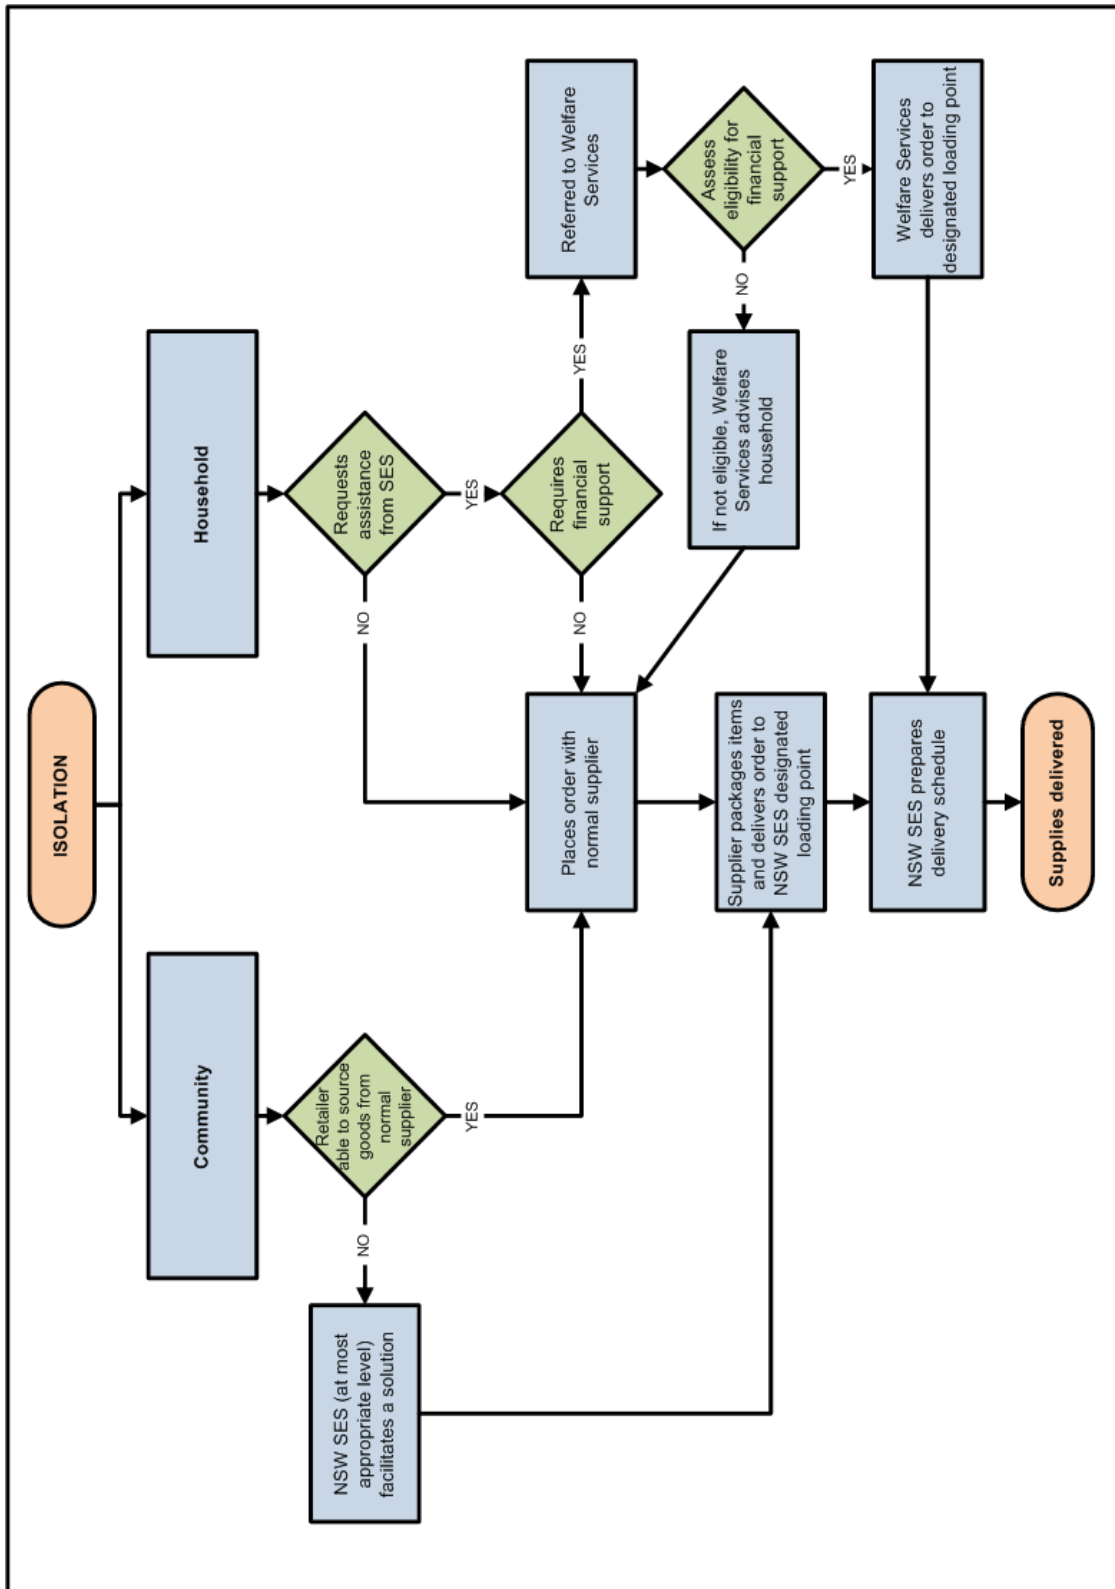 ISOLATION
Community
Household
Retailer
able to source
goods from
normal
supplier
Requests
assistance
from SES
NO
YES
NO
YES
NSW SES (at most
appropriate level)
facilitates a solution
Places order with
normal supplier
NO
Requires
financial
support
YES
Referred to Welfare
Services
Assess
eligibility for
financial
support
NO
YES
If not eligible, Welfare
Services advises
household
Supplier packages items
and delivers order to
NSW SES designated
loading point
Welfare Services
delivers order to
designated loading point
NSW SES prepares
delivery schedule
Supplies delivered